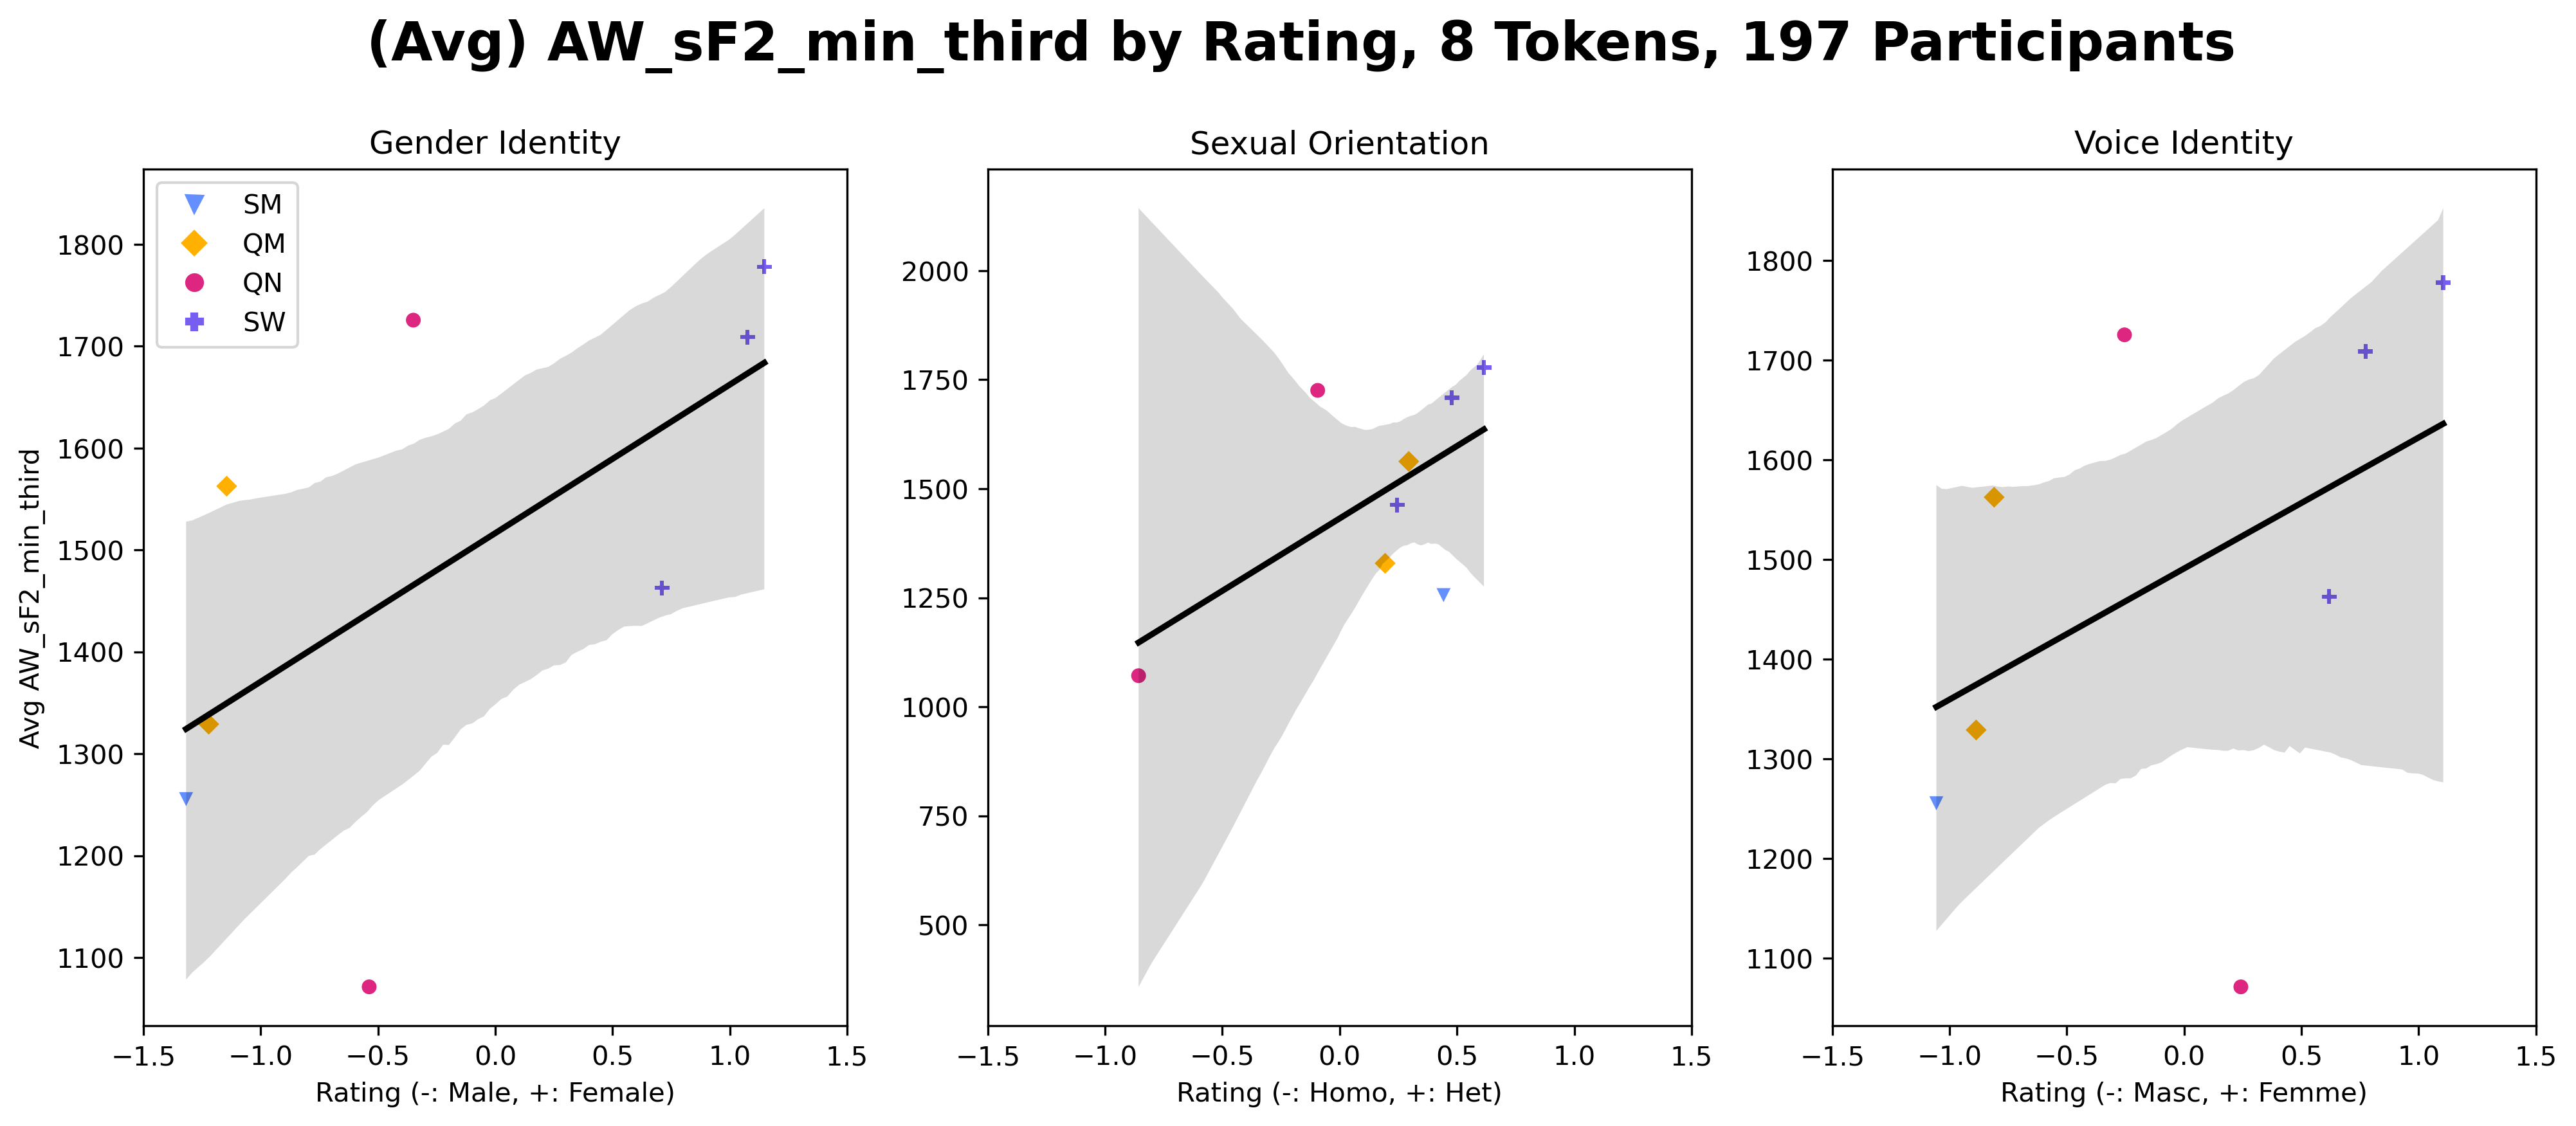 (Avg) AW_sF2_min_third by Rating, 8 Tokens, 197 Participants
Gender Identity
SM
QM
QN
SW
Avg AW_sF2_min_third
1800
1700
1600
1500
1400
1300
1200
1100
−1.5 −1.0 −0.5 0.0 0.5 1.0 1.5
Rating (-: Male, +: Female)
Sexual Orientation
2000
1750
1500
1250
1000
750
500
−1.5 −1.0 −0.5 0.0 0.5 1.0 1.5
Rating (-: Homo, +: Het)
Voice Identity
1800
1700
1600
1500
1400
1300
1200
1100
−1.5 −1.0 −0.5 0.0 0.5 1.0 1.5
Rating (-: Masc, +: Femme)